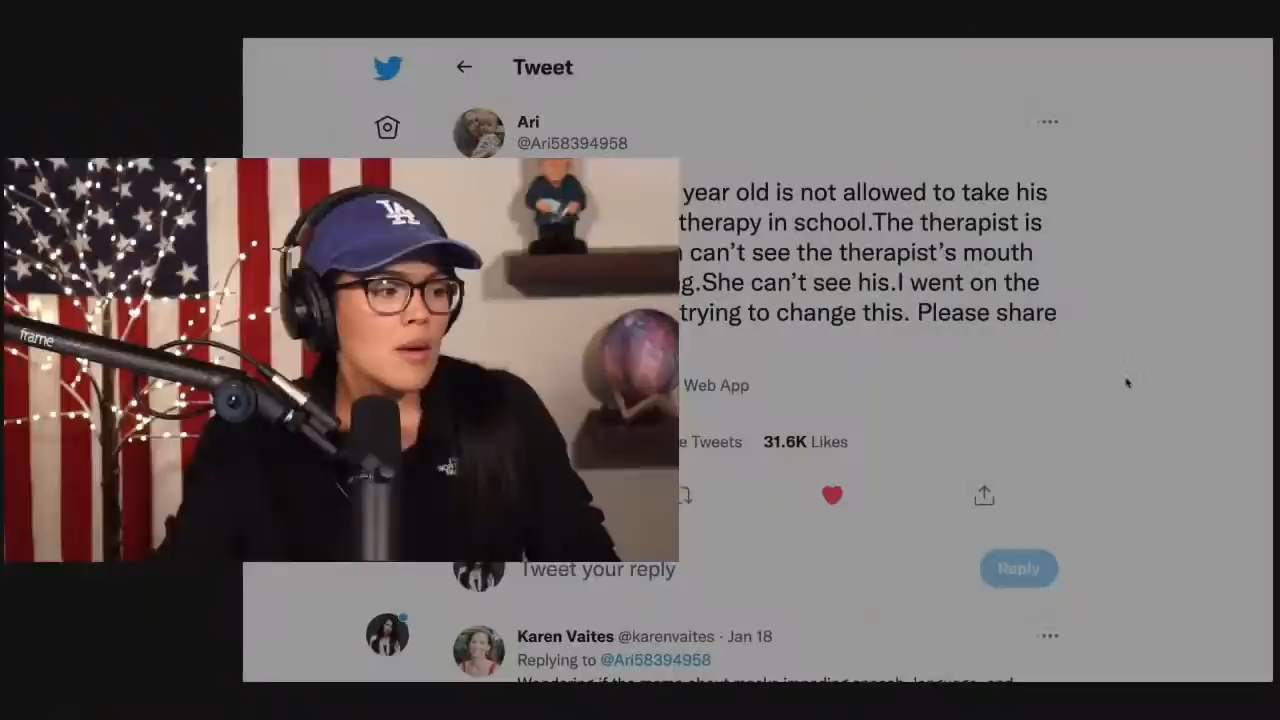 Tweet
Ari
@Ari58394958
year old is not allowed to take his
therapy in school.The therapist is
can't see the therapist's mouth
g.She can't see his.I went on the
trying to change this. Please share
Web App
e Tweets 31.6K Likes
Tweet your reply
Reply
Karen Vaites @karenvaites · Jan 18
Replying to @Ari58394958
LA
frame